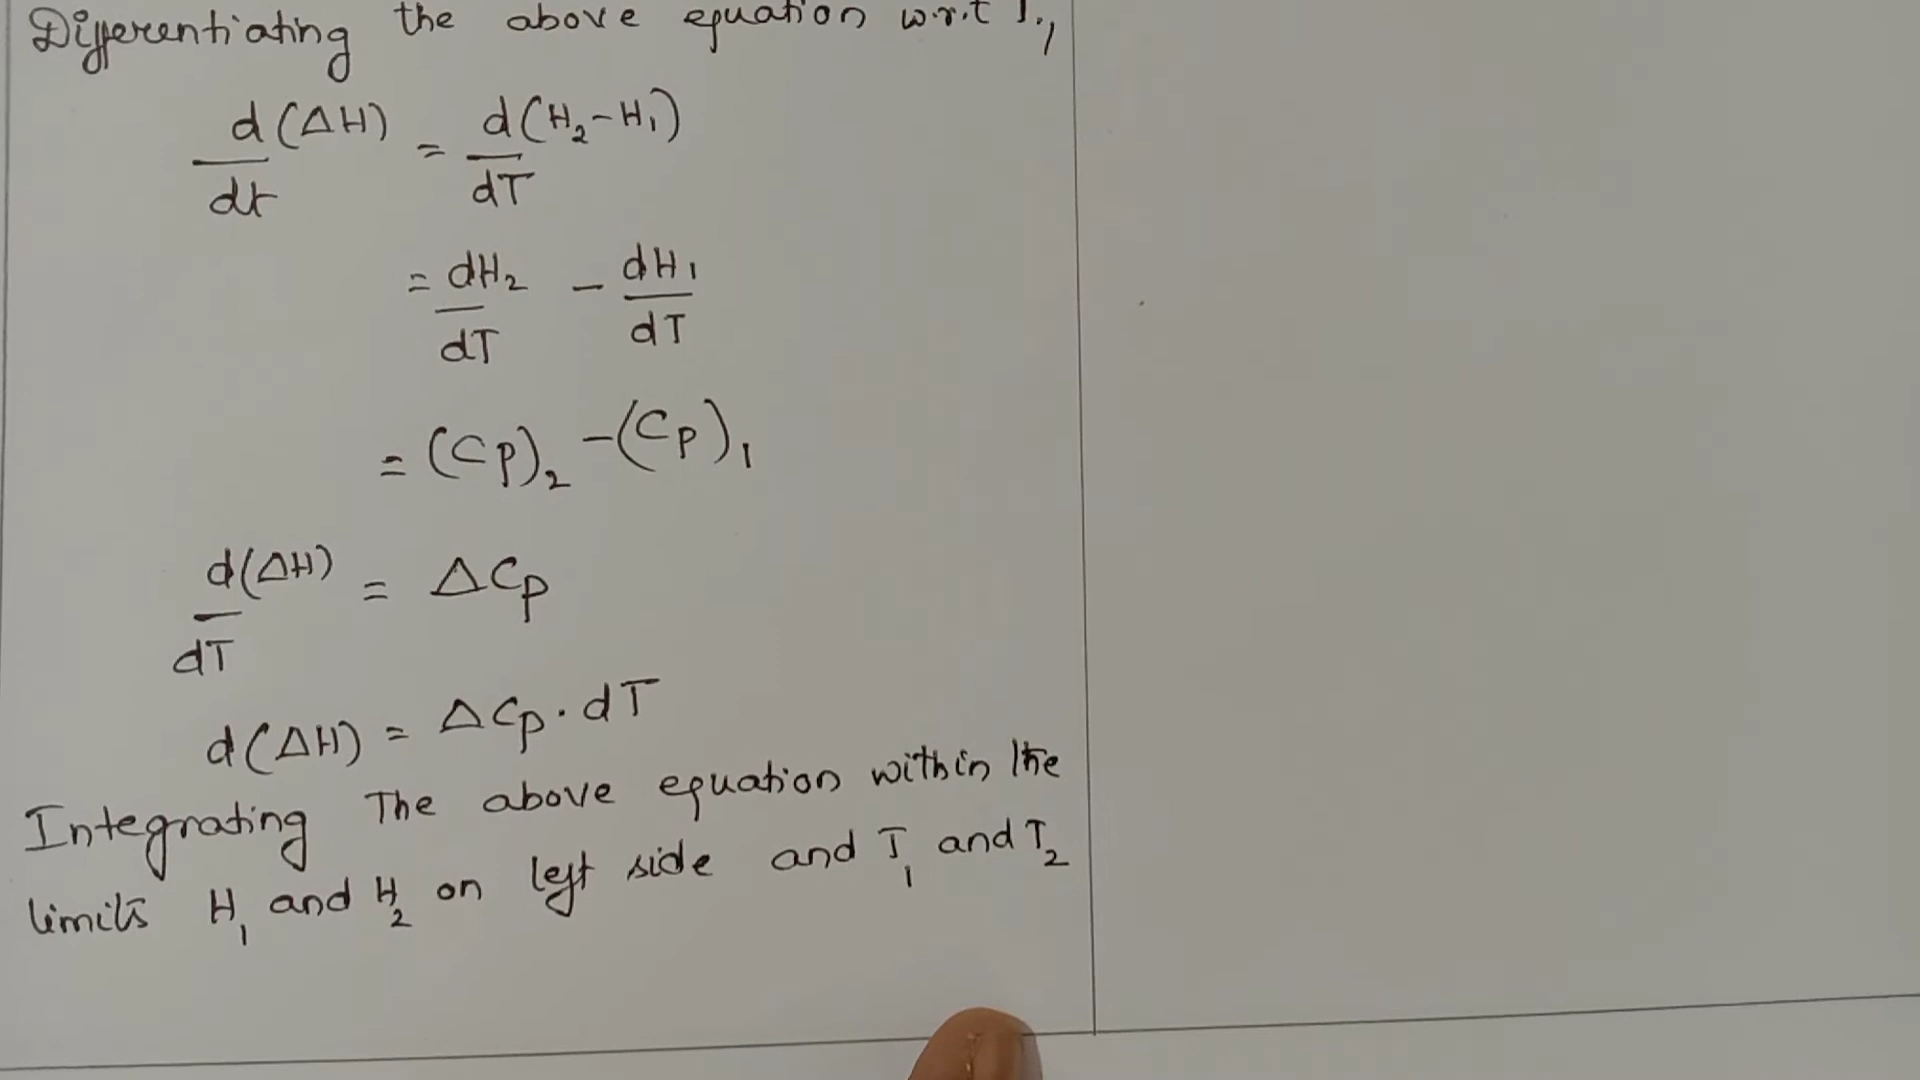 Differentiating the above equation w.r.t T.,
d(ΔH)/dt = d(H₂-H₁)/dT
= dH₂/dT - dH₁/dT
= (Cp)₂ -(Cp)₁
d(ΔH)/dT = ΔCp
d(ΔH) = ΔCp.dT
Integrating The above equation within the
limits H₁ and H₂ on left side and T₁ and T₂